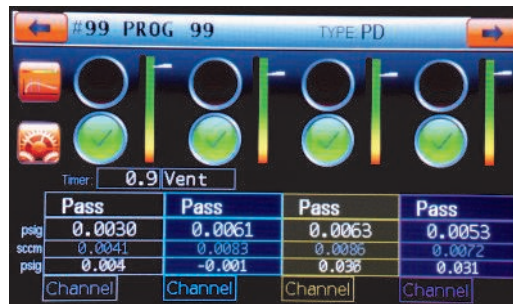 #99 PROG 99 TYPE: PD
Timer: 0.9 Vent
Pass Pass Pass Pass
psig 0.0030 0.0061 0.0063 0.0053
sccm 0.0041 0.0083 0.0086 0.0072
psig 0.004 -0.001 0.036 0.031
Channel Channel Channel Channel